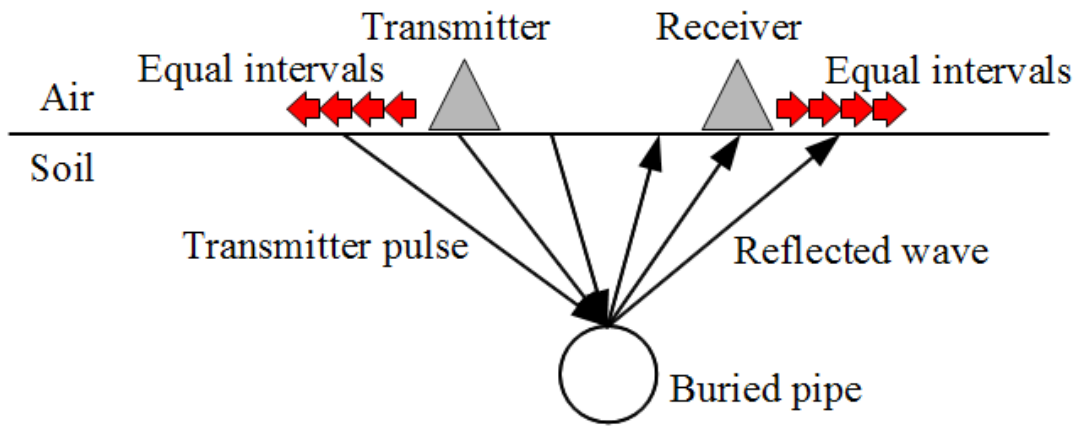 Transmitter
Receiver
Equal intervals
Equal intervals
Air
Soil
Transmitter pulse
Reflected wave
Buried pipe